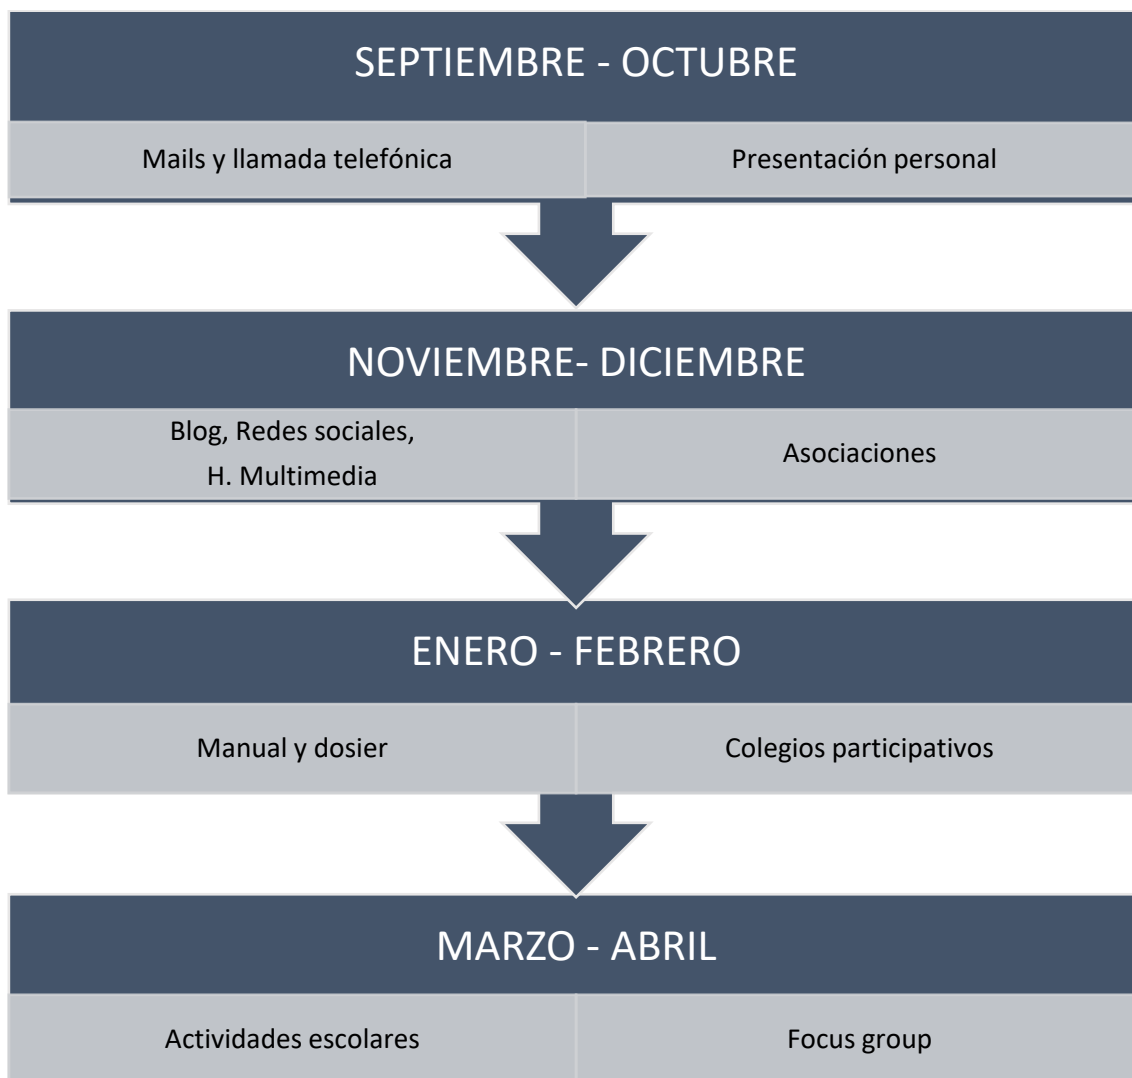 SEPTIEMBRE - OCTUBRE
Mails y llamada telefónica
Presentación personal
NOVIEMBRE- DICIEMBRE
Blog, Redes sociales,
H. Multimedia
Asociaciones
ENERO - FEBRERO
Manual y dosier
Colegios participativos
MARZO - ABRIL
Actividades escolares
Focus group